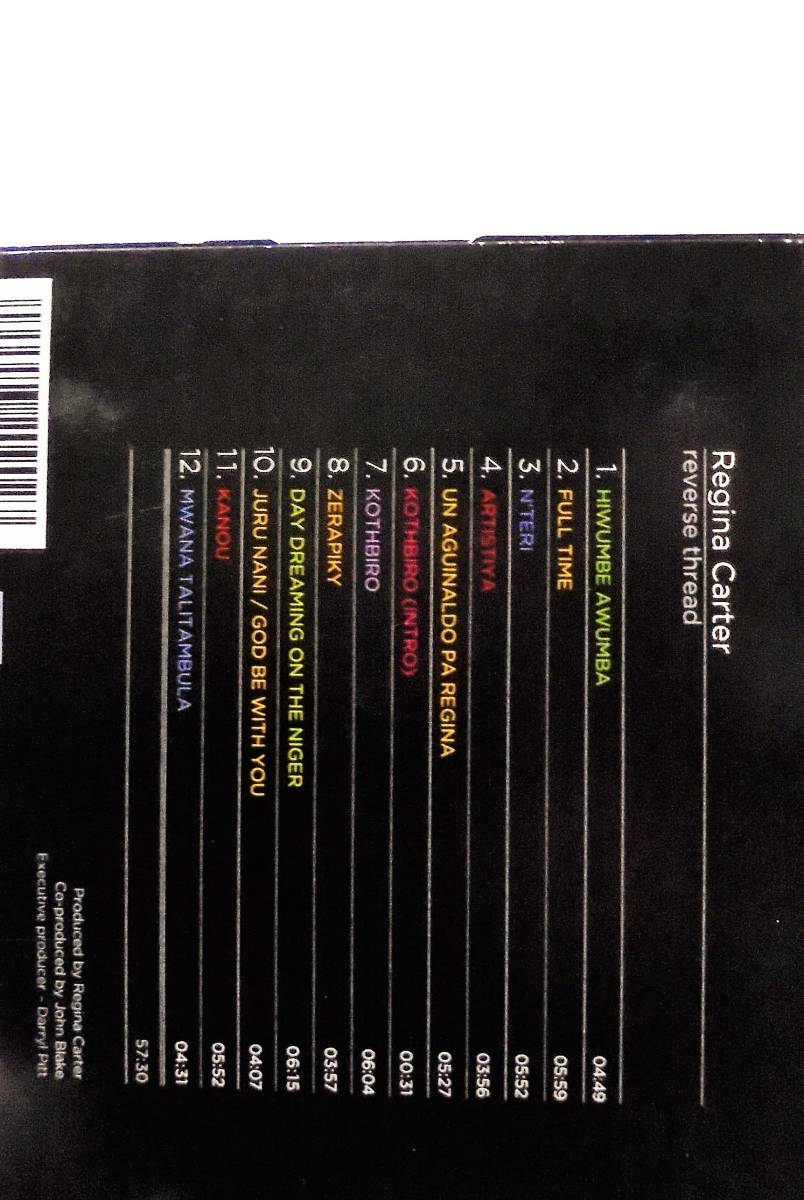 Regina Carter
reverse thread
1. HIWUMBE AWUMBA 04:49
2. FULL TIME 05:59
3. N'TERI 05:52
4. ARTISTIYA 03:56
5. UN AGUINALDO PA REGINA 05:27
6. KOTHBIRO (INTRO) 00:31
7. KOTHBIRO 06:04
8. ZERAPIKY 03:57
9. DAY DREAMING ON THE NIGER 06:15
10. JURU NANI / GOD BE WITH YOU 04:07
11. KANOU 05:52
12. MWANA TALITAMBULA 04:31
57:30
Produced by Regina Carter
Co-produced by John Blake
Executive producer - Darryl Pitt